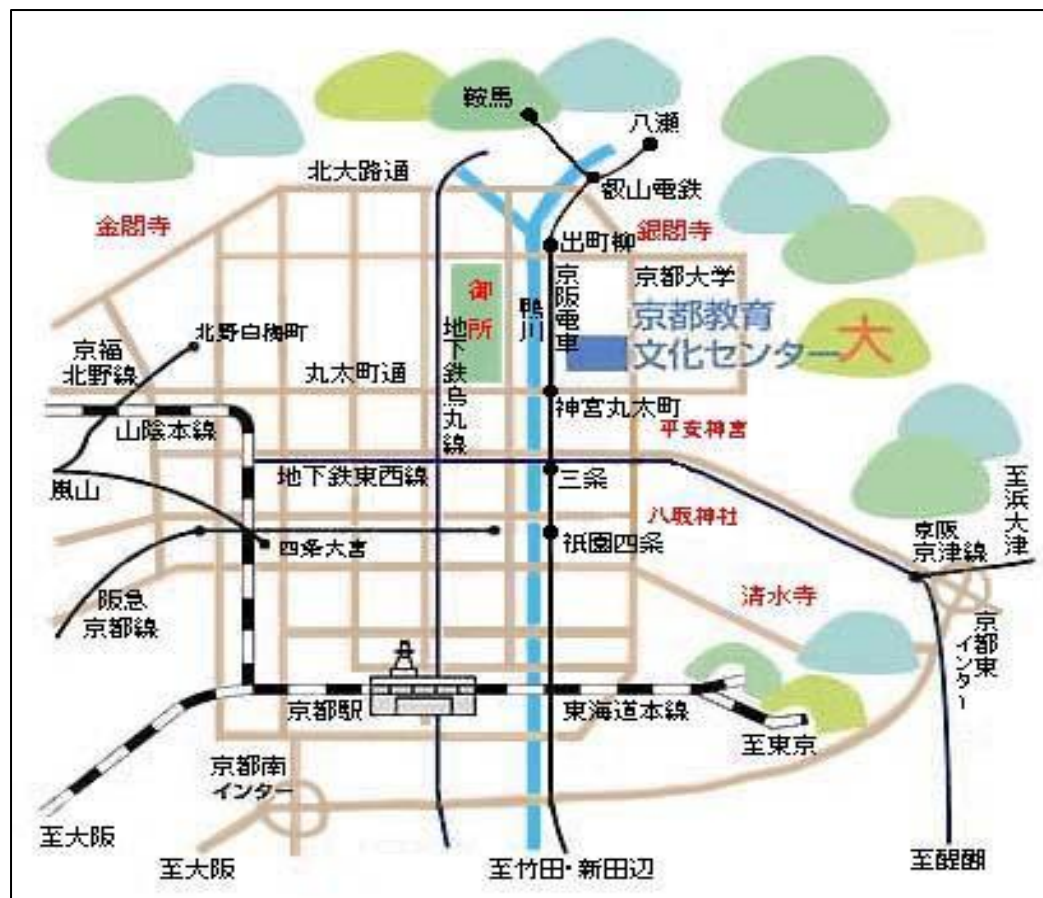 鞍馬
八瀬
北大路通
叡山電鉄
金閣寺
銀閣寺
出町柳
京都大学
御所
鴨川
京阪電車
京都教育
文化センター
大
地下鉄烏丸線
北野白梅町
京福
北野線
丸太町通
神宮丸太町
山陰本線
平安神宮
地下鉄東西線
三条
嵐山
八坂神社
至浜大津
京阪
京津線
四条大宮
祇園四条
阪急
京都線
清水寺
京都東
インター
京都駅
東海道本線
至東京
京都南
インター
至大阪
至大阪
至竹田・新田辺
至醍醐